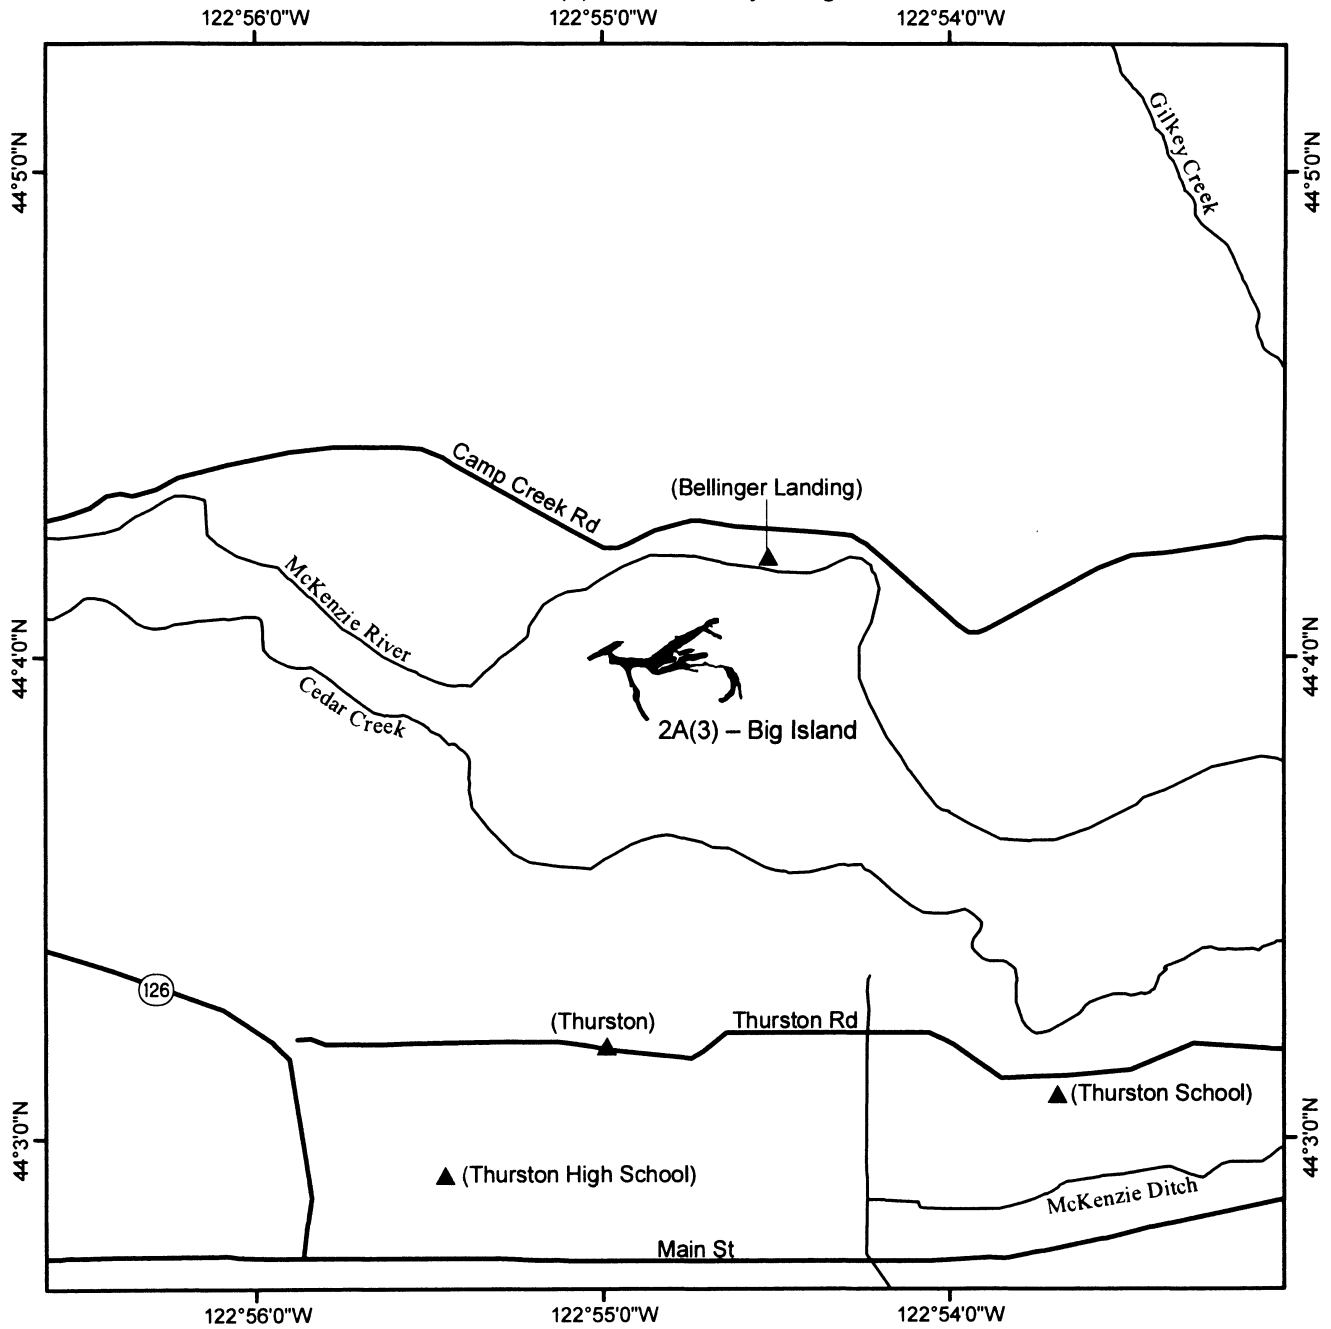 122°56'0"W
122°55'0"W
122°54'0"W
44°5'0"N
44°5'0"N
Gilkey Creek
Camp Creek Rd
(Bellinger Landing)
McKenzie River
44°4'0"N
44°4'0"N
Cedar Creek
2A(3) – Big Island
126
(Thurston)
Thurston Rd
(Thurston School)
44°3'0"N
44°3'0"N
(Thurston High School)
McKenzie Ditch
Main St
122°56'0"W
122°55'0"W
122°54'0"W